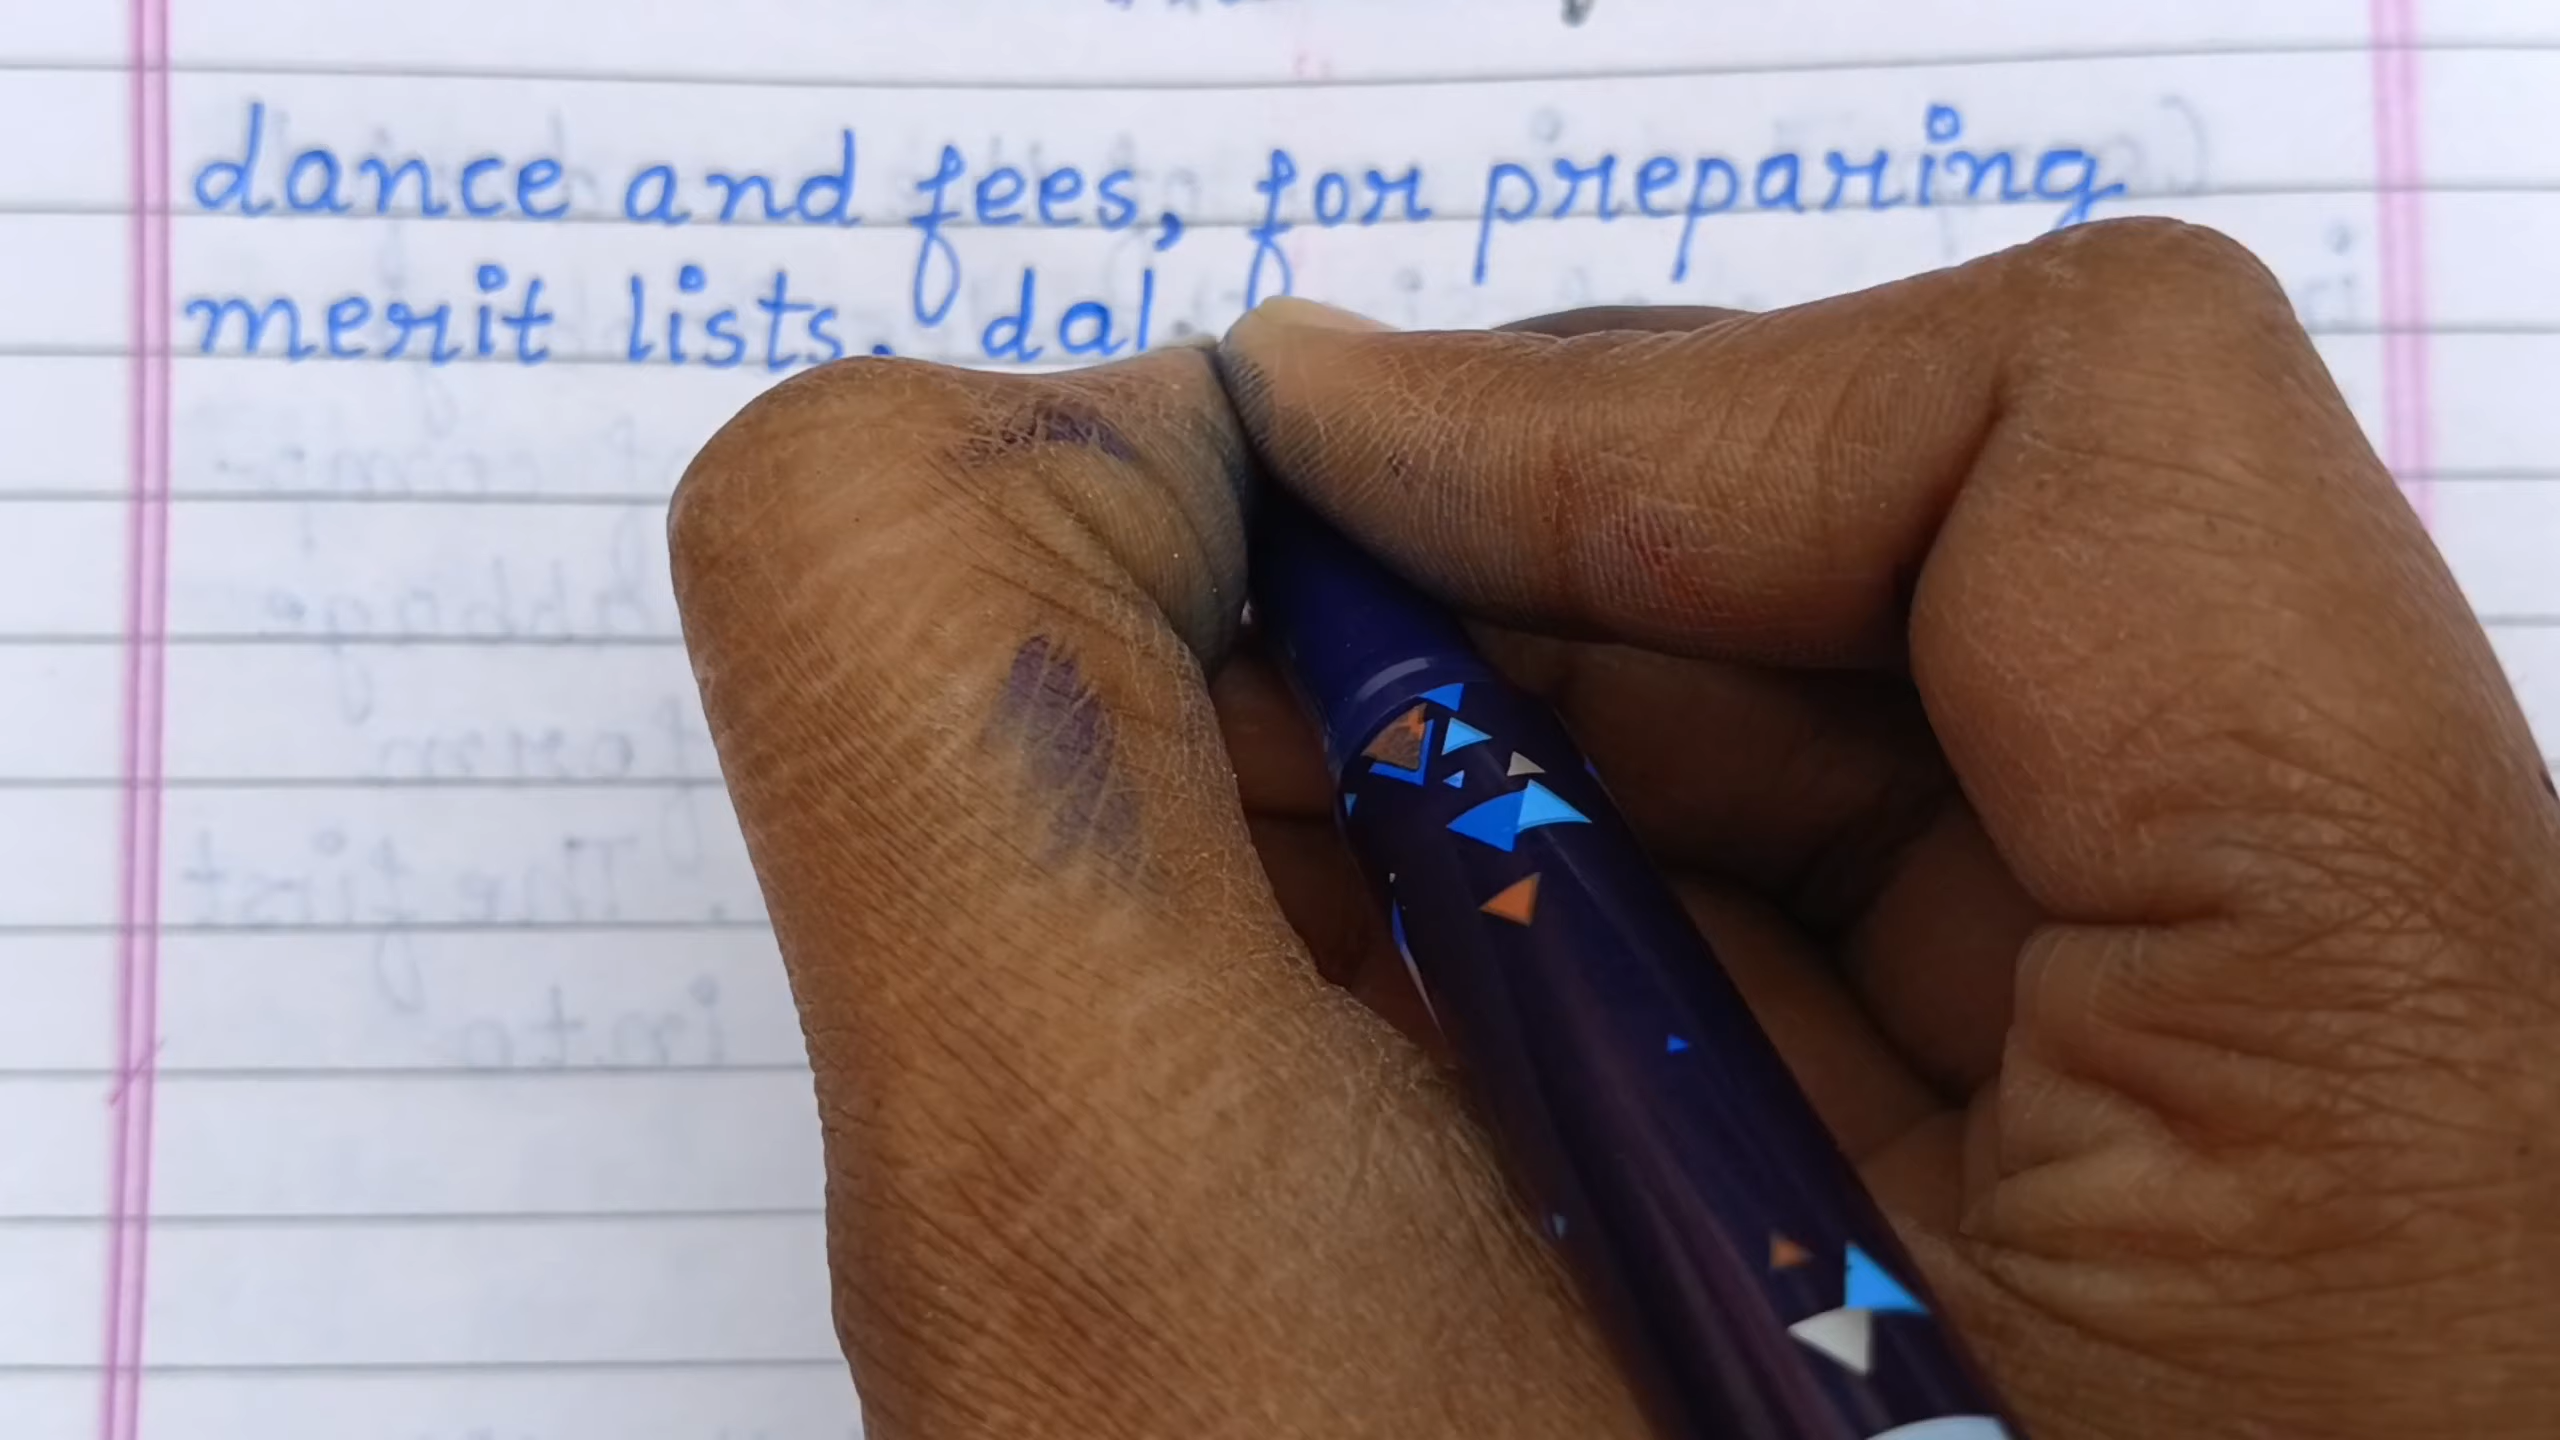 dance and fees, for preparing
merit lists, dal